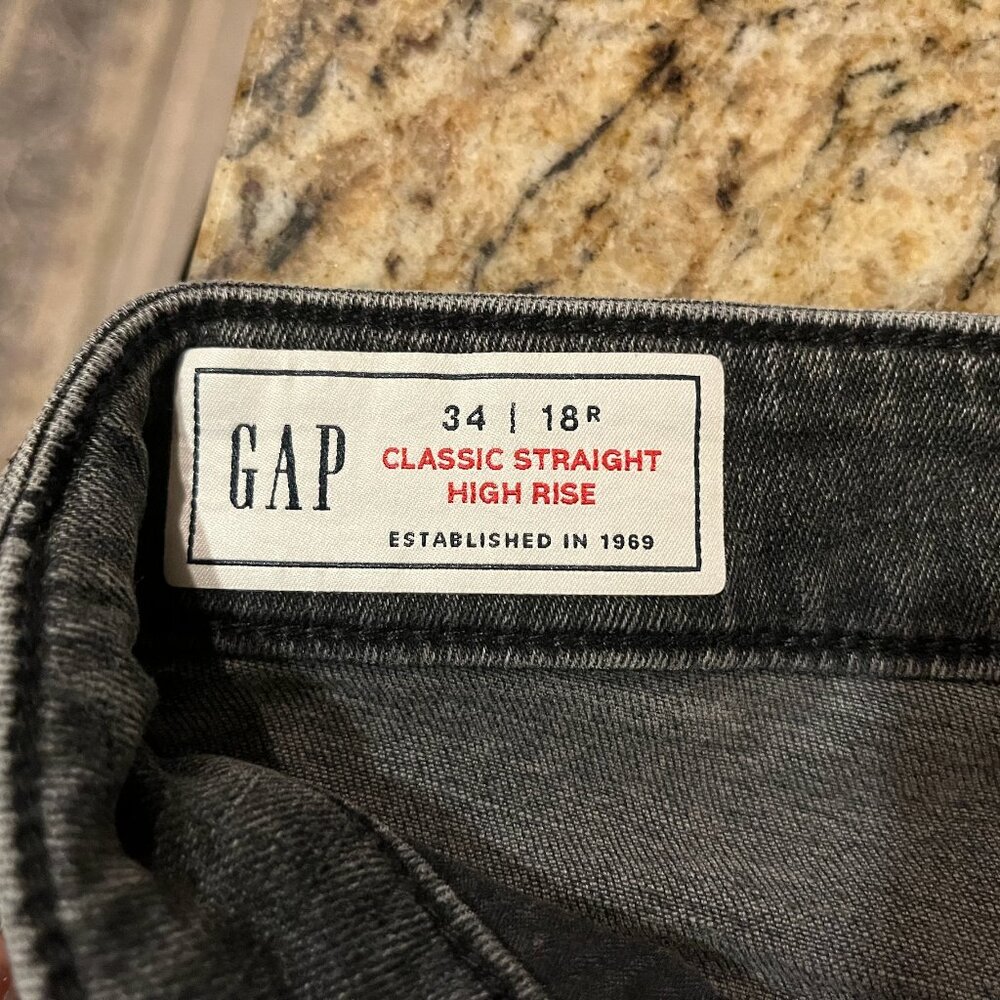 GAP
34 | 18R
CLASSIC STRAIGHT
HIGH RISE
ESTABLISHED IN 1969